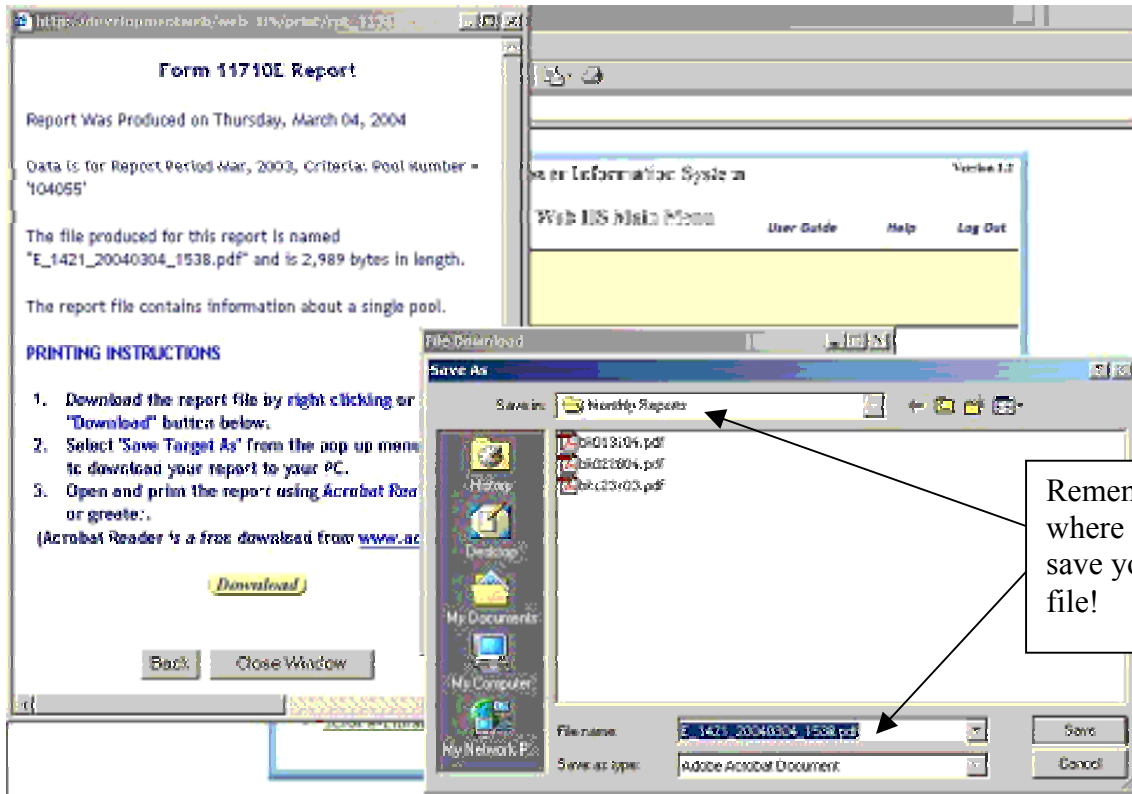 Form 11710E Report
Report Was Produced on Thursday, March 04, 2004
Data is for Report Period Mar, 2003, Criteria: Pool Number =
'104055'
The file produced for this report is named
"E_1421_20040304_1538.pdf" and is 2,989 bytes in length.
The report file contains information about a single pool.
PRINTING INSTRUCTIONS
1. Download the report file by right clicking or
"Download" button below.
2. Select 'Save Target As' from the pop up menu
to download your report to your PC.
3. Open and print the report using Acrobat Rea
or greater.
(Acrobat Reader is a free download from www.ac
Download
Back Close Window
Information System
Web IIS Main Menu
User Guide Help Log Out
File Download
Save As
Save in: Monthly Reports
History
Desktop
My Documents
My Computer
My Network P...
File name: E_1421_20040304_1538.pdf Save
Save as type: Adobe Acrobat Document Cancel
Remem
where
save yo
file!